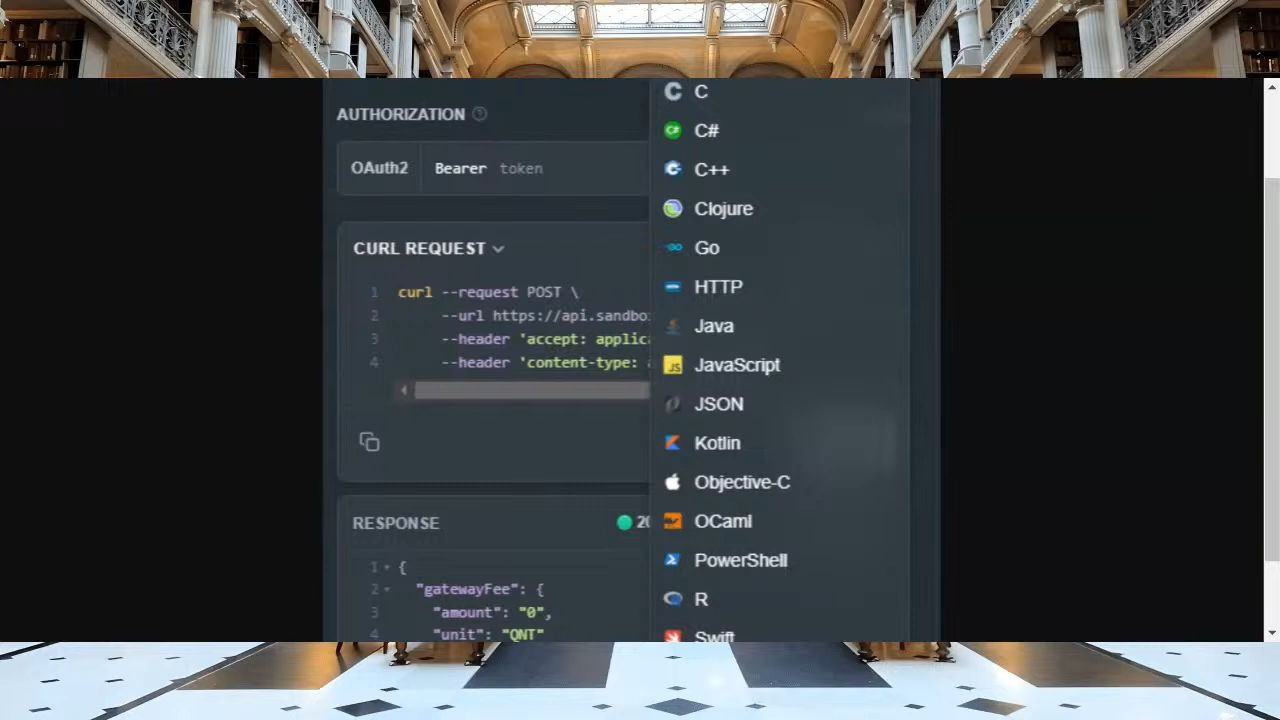 AUTHORIZATION
OAuth2 Bearer token
CURL REQUEST
1 curl --request POST \
2 --url https://api.sandbo
3 --header 'accept: applic
4 --header 'content-type:
RESPONSE
20
1 {
2 "gatewayFee": {
3 "amount": "0",
4 "unit": "QNT"
C
C#
C++
Clojure
Go
HTTP
Java
JavaScript
JSON
Kotlin
Objective-C
OCaml
PowerShell
R
Swift